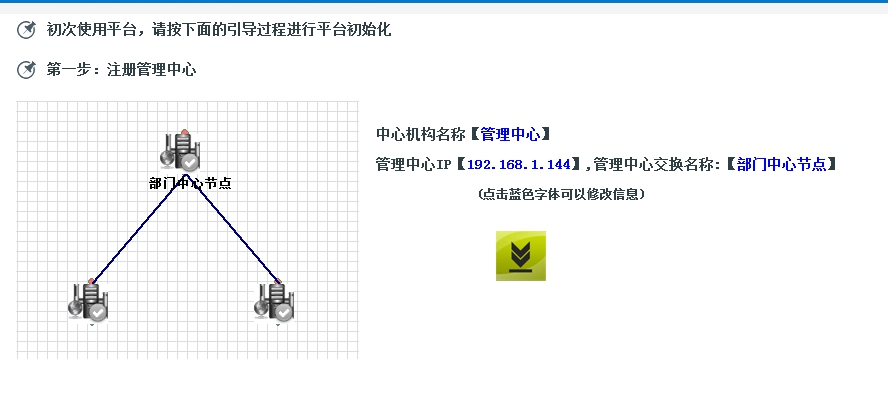 初次使用平台，请按下面的引导过程进行平台初始化
第一步：注册管理中心
部门中心节点
中心机构名称【管理中心】
管理中心IP【192.168.1.144】,管理中心交换名称:【部门中心节点】
(点击蓝色字体可以修改信息)